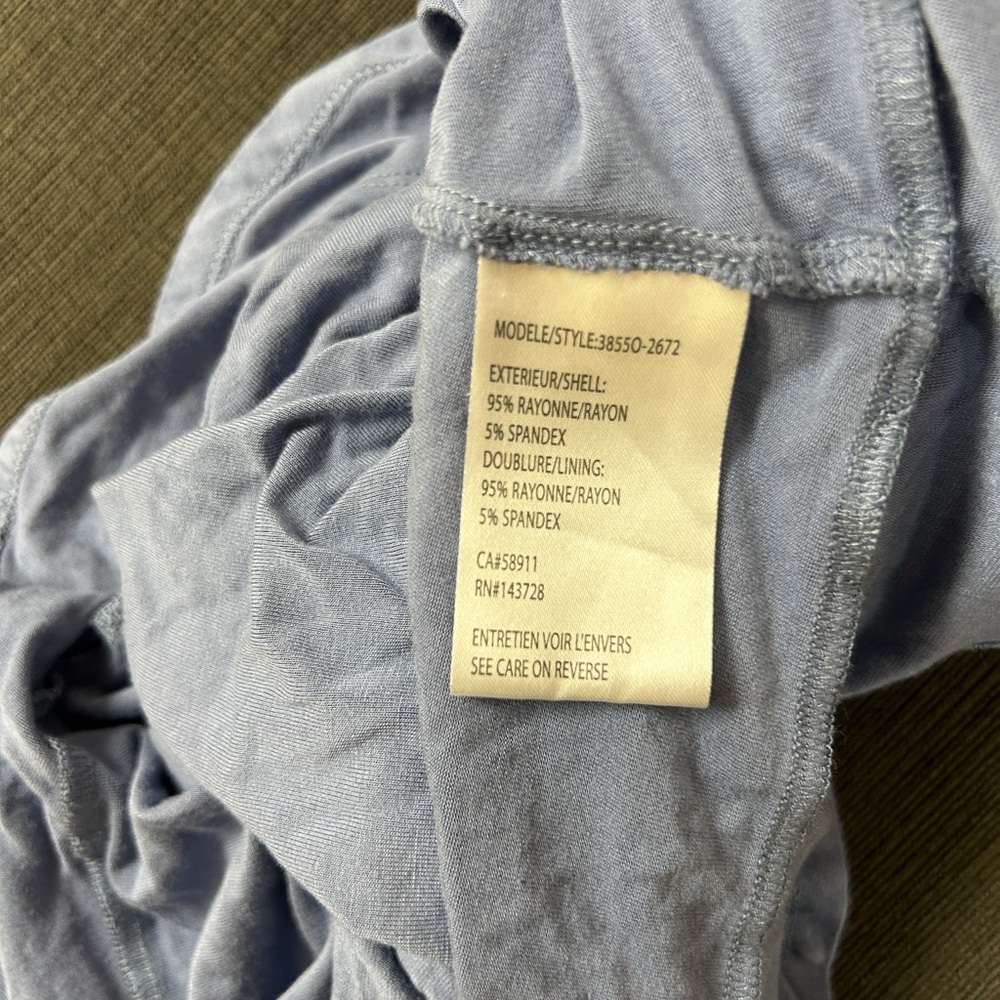 MODELE/STYLE:3855O-2672
EXTERIEUR/SHELL:
95% RAYONNE/RAYON
5% SPANDEX
DOUBLURE/LINING:
95% RAYONNE/RAYON
5% SPANDEX
CA#58911
RN#143728
ENTRETIEN VOIR L'ENVERS
SEE CARE ON REVERSE